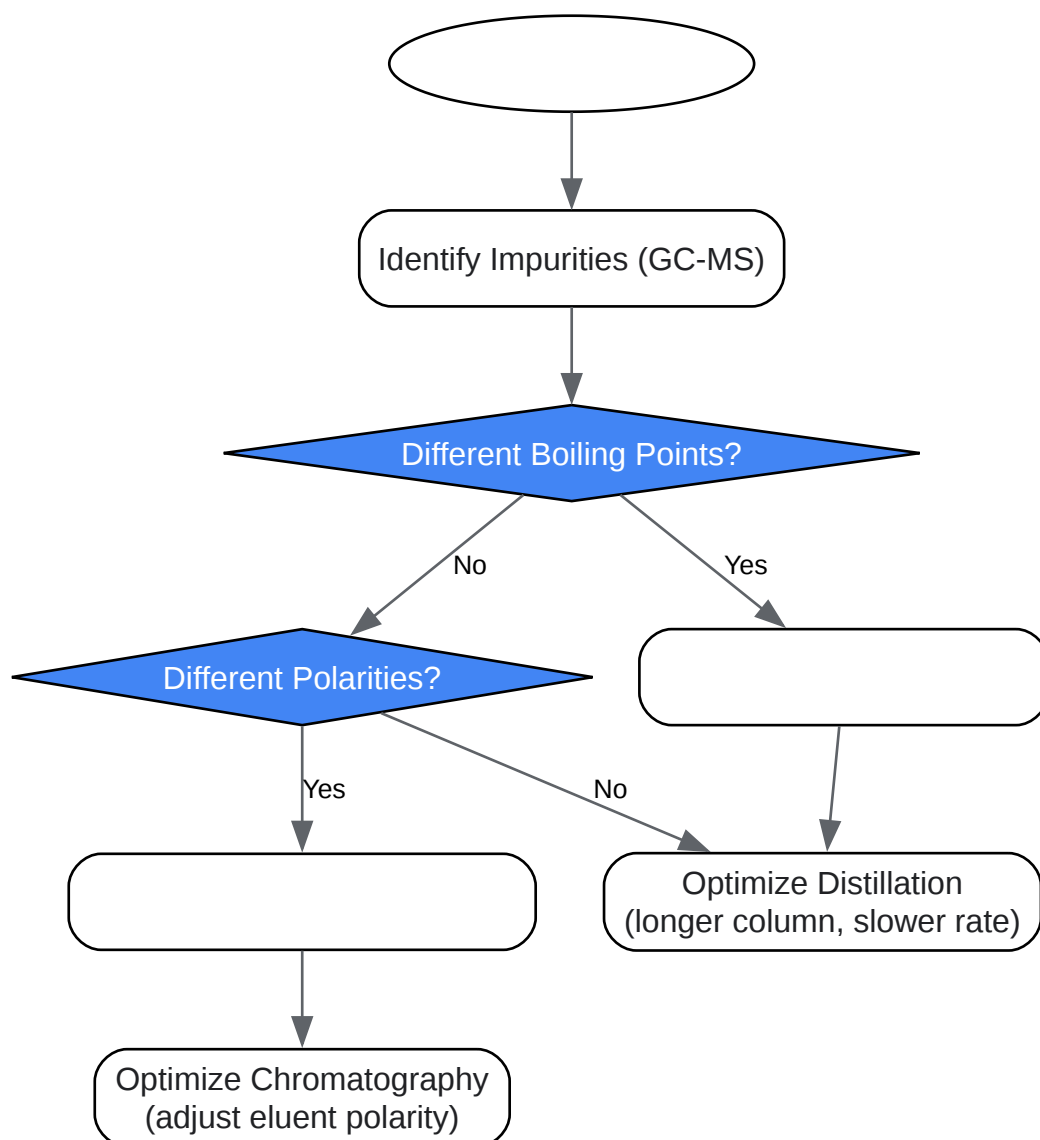 Identify Impurities (GC-MS)
Different Boiling Points?
No
Yes
Different Polarities?
Yes
No
Optimize Distillation
(longer column, slower rate)
Optimize Chromatography
(adjust eluent polarity)